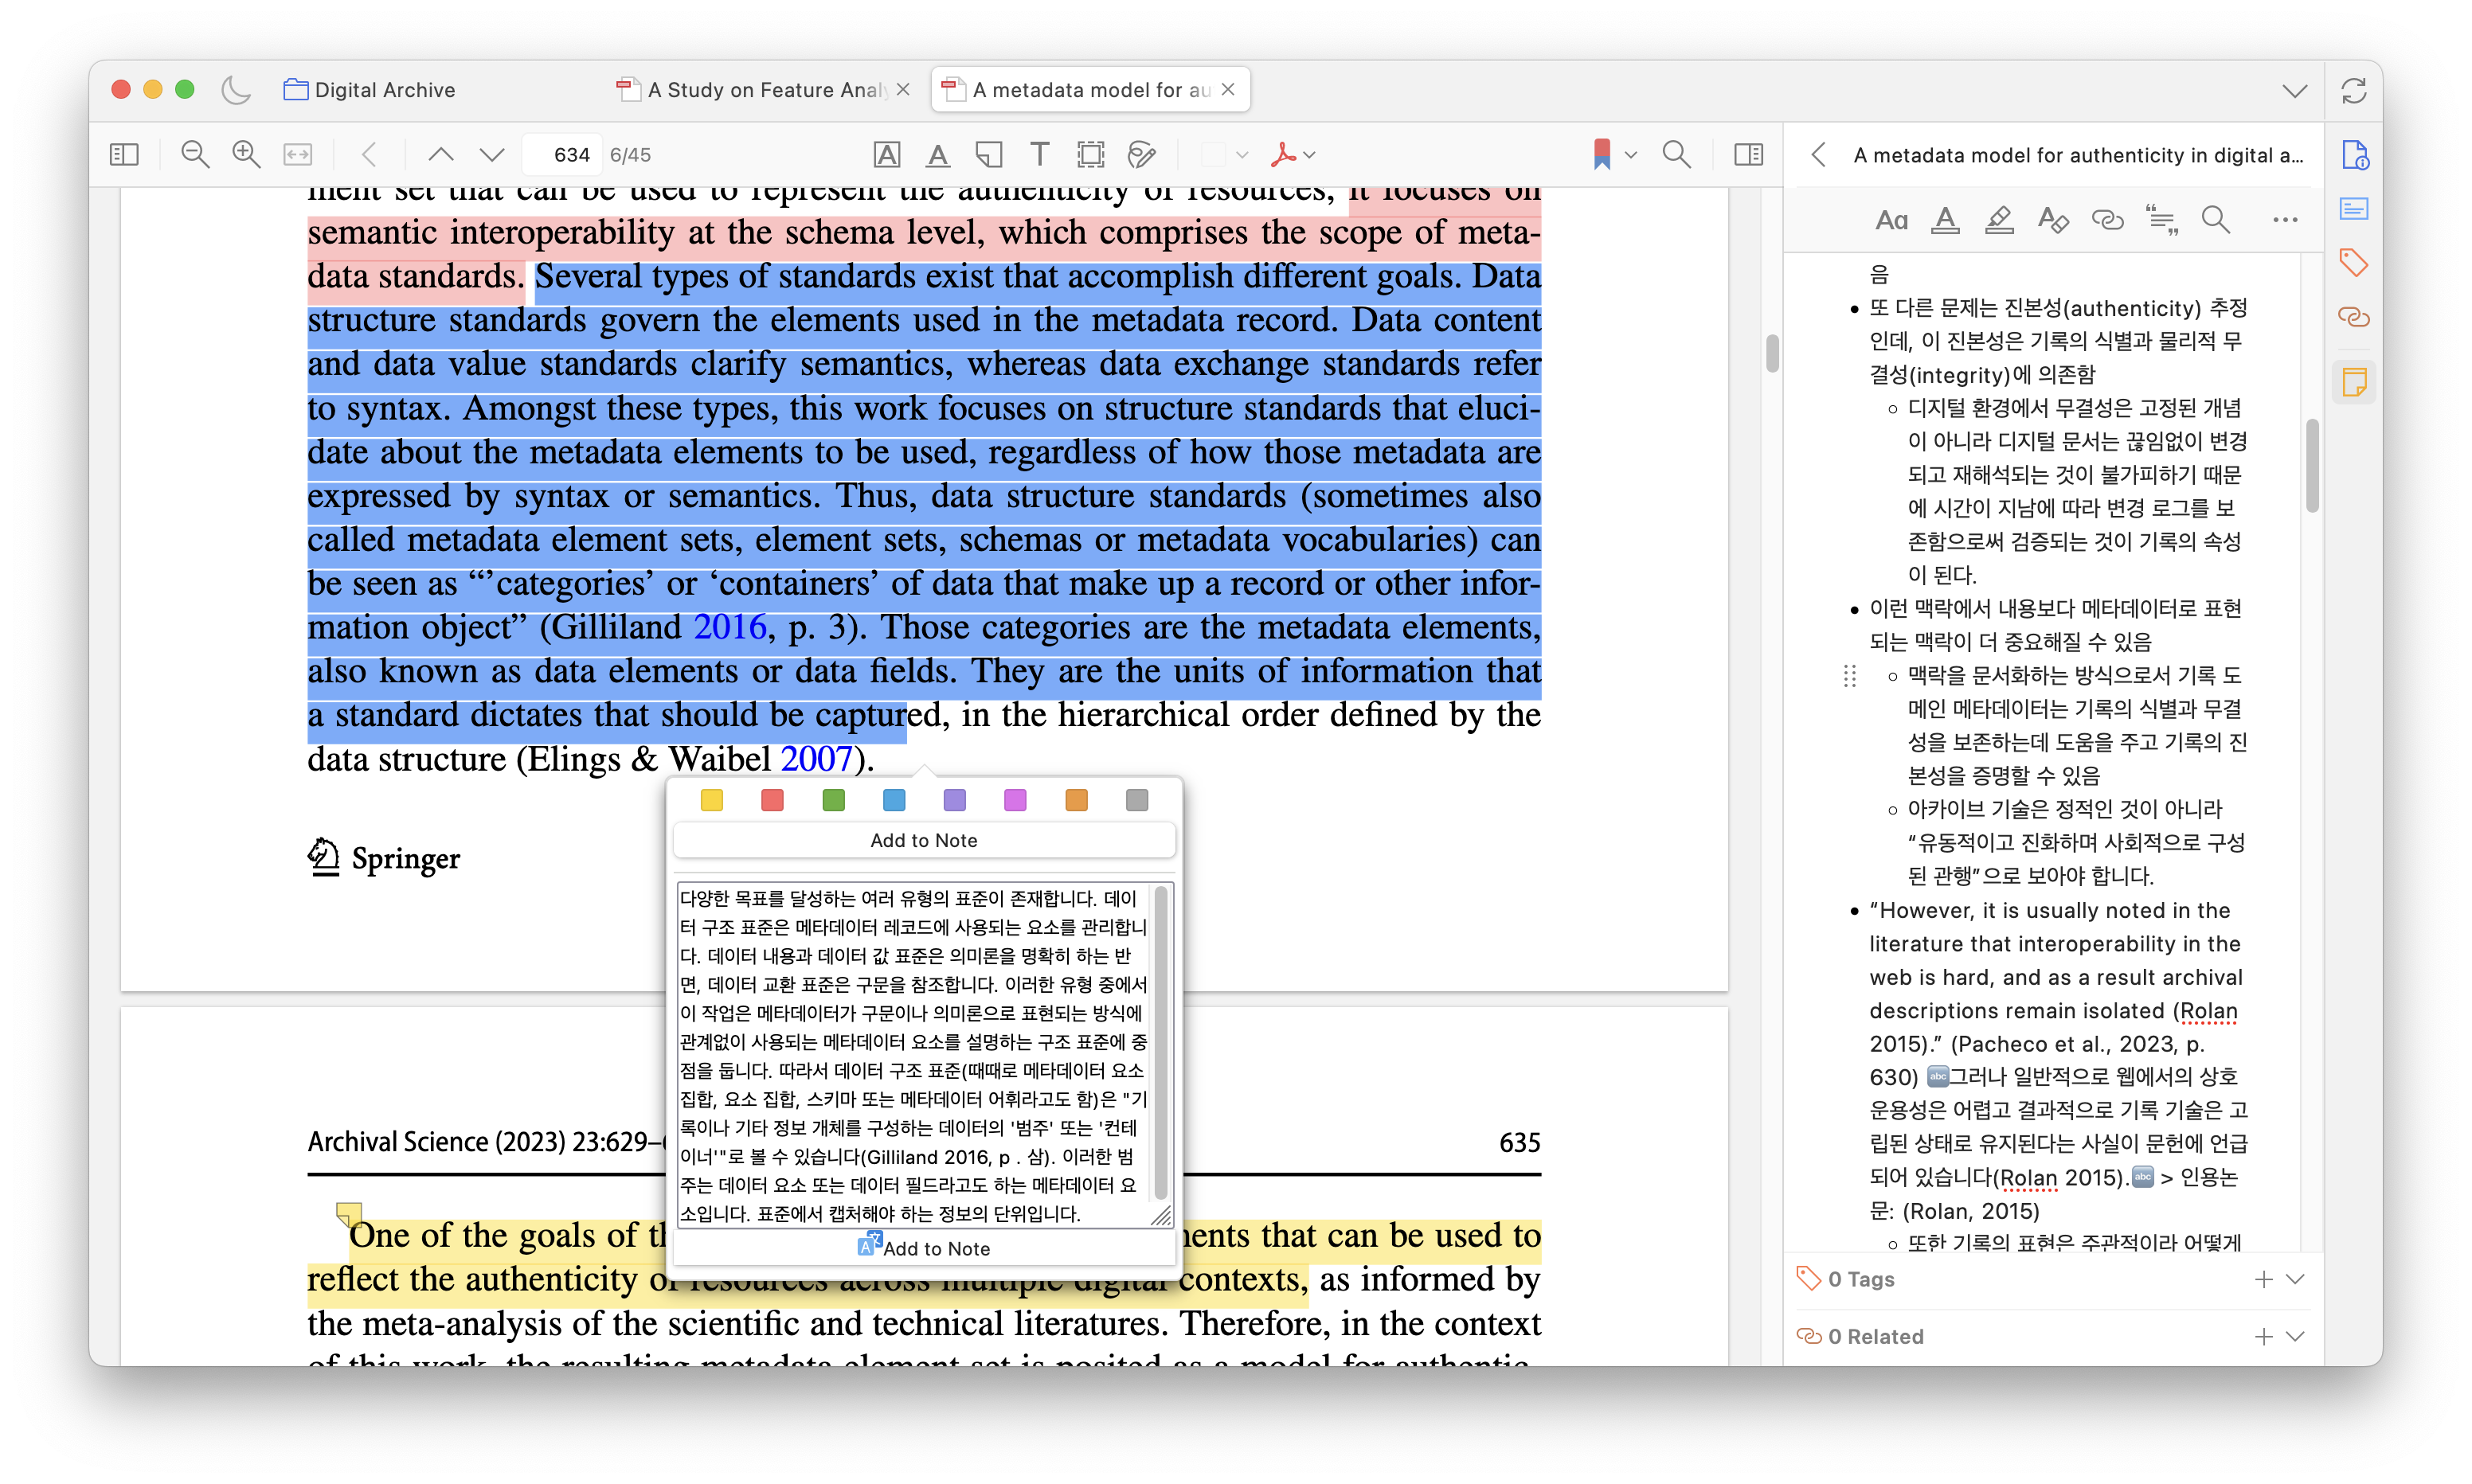 Digital Archive
A Study on Feature Anal
A metadata model for au
634 6/45
A metadata model for authenticity in digital a...
ment set that can be used to represent the authenticity of resources, it focuses on
semantic interoperability at the schema level, which comprises the scope of meta-
data standards. Several types of standards exist that accomplish different goals. Data
structure standards govern the elements used in the metadata record. Data content
and data value standards clarify semantics, whereas data exchange standards refer
to syntax. Amongst these types, this work focuses on structure standards that eluci-
date about the metadata elements to be used, regardless of how those metadata are
expressed by syntax or semantics. Thus, data structure standards (sometimes also
called metadata element sets, element sets, schemas or metadata vocabularies) can
be seen as “’categories’ or ‘containers’ of data that make up a record or other infor-
mation object” (Gilliland 2016, p. 3). Those categories are the metadata elements,
also known as data elements or data fields. They are the units of information that
a standard dictates that should be captured, in the hierarchical order defined by the
data structure (Elings & Waibel 2007).
Springer
Add to Note
다양한 목표를 달성하는 여러 유형의 표준이 존재합니다. 데이
터 구조 표준은 메타데이터 레코드에 사용되는 요소를 관리합니
다. 데이터 내용과 데이터 값 표준은 의미론을 명확히 하는 반
면, 데이터 교환 표준은 구문을 참조합니다. 이러한 유형 중에서
이 작업은 메타데이터가 구문이나 의미론으로 표현되는 방식에
관계없이 사용되는 메타데이터 요소를 설명하는 구조 표준에 중
점을 둡니다. 따라서 데이터 구조 표준(때때로 메타데이터 요소
집합, 요소 집합, 스키마 또는 메타데이터 어휘라고도 함)은 "기
록이나 기타 정보 개체를 구성하는 데이터의 '범주' 또는 '컨테
이너'"로 볼 수 있습니다(Gilliland 2016, p . 삼). 이러한 범
주는 데이터 요소 또는 데이터 필드라고도 하는 메타데이터 요
소입니다. 표준에서 캡처해야 하는 정보의 단위입니다.
Add to Note
Archival Science (2023) 23:629–
635
One of the goals of th
ents that can be used to
reflect the authenticity of resources across multiple digital contexts, as informed by
the meta-analysis of the scientific and technical literatures. Therefore, in the context
of this work, the resulting metadata element set is posited as a model for authentic-
Aa
음
• 또 다른 문제는 진본성(authenticity) 추정
인데, 이 진본성은 기록의 식별과 물리적 무
결성(integrity)에 의존함
◦ 디지털 환경에서 무결성은 고정된 개념
이 아니라 디지털 문서는 끊임없이 변경
되고 재해석되는 것이 불가피하기 때문
에 시간이 지남에 따라 변경 로그를 보
존함으로써 검증되는 것이 기록의 속성
이 된다.
• 이런 맥락에서 내용보다 메타데이터로 표현
되는 맥락이 더 중요해질 수 있음
◦ 맥락을 문서화하는 방식으로서 기록 도
메인 메타데이터는 기록의 식별과 무결
성을 보존하는데 도움을 주고 기록의 진
본성을 증명할 수 있음
◦ 아카이브 기술은 정적인 것이 아니라
“유동적이고 진화하며 사회적으로 구성
된 관행”으로 보아야 합니다.
• “However, it is usually noted in the
literature that interoperability in the
web is hard, and as a result archival
descriptions remain isolated (Rolan
2015).” (Pacheco et al., 2023, p.
630) 🔤그러나 일반적으로 웹에서의 상호
운용성은 어렵고 결과적으로 기록 기술은 고
립된 상태로 유지된다는 사실이 문헌에 언급
되어 있습니다(Rolan 2015).🔤 > 인용논
문: (Rolan, 2015)
◦ 또한 기록의 표현은 주관적이라 어떻게
0 Tags
0 Related